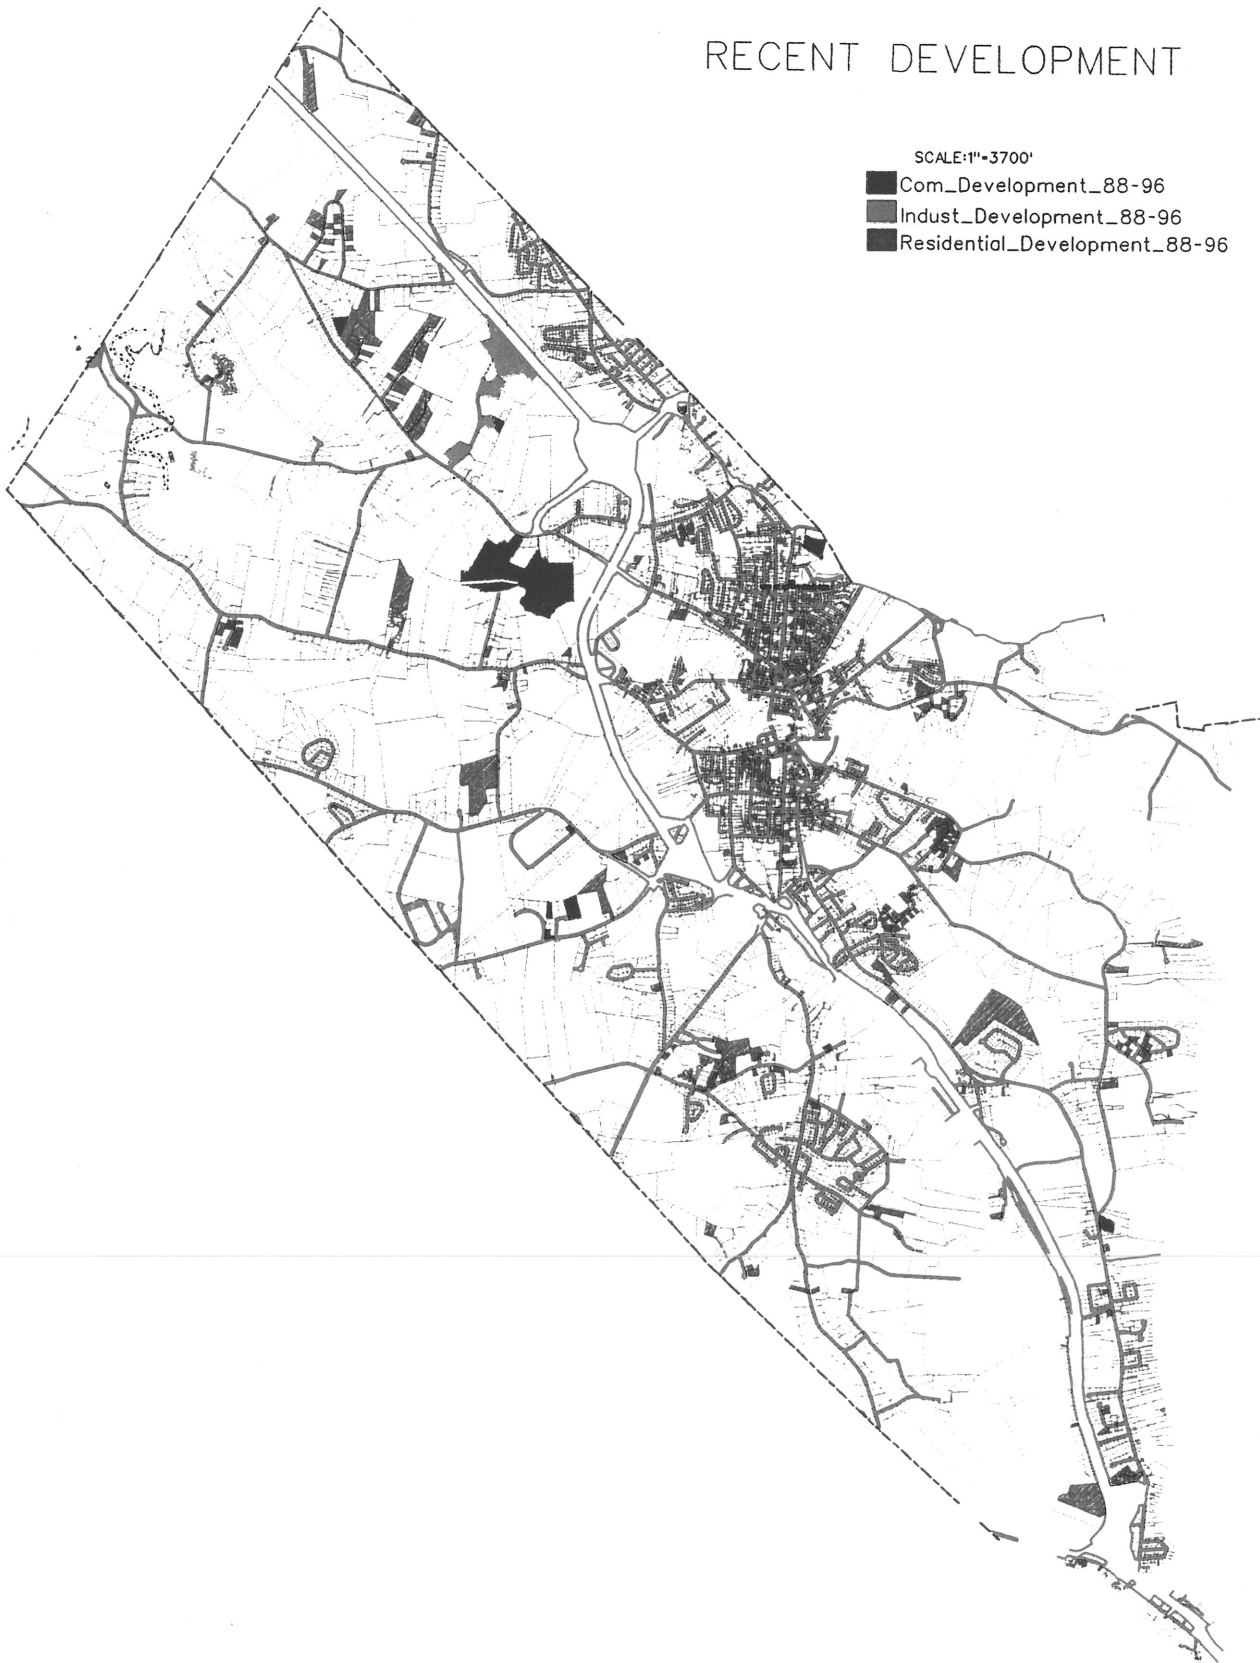 RECENT DEVELOPMENT
SCALE:1"=3700'
Com_Development_88-96
Indust_Development_88-96
Residential_Development_88-96